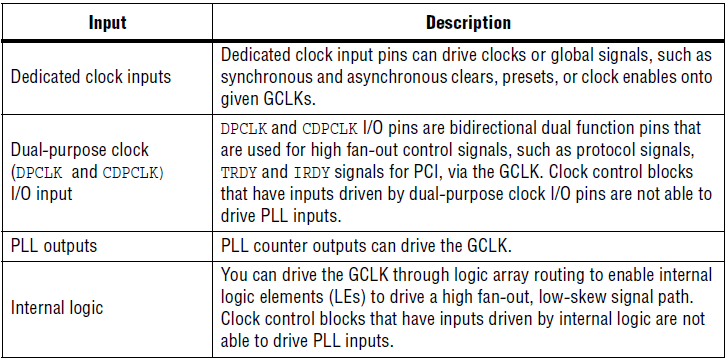 Input
Description
Dedicated clock inputs
Dedicated clock input pins can drive clocks or global signals, such as
synchronous and asynchronous clears, presets, or clock enables onto
given GCLKs.
Dual-purpose clock
(DPCLK and CDPCLK)
I/O input
DPCLK and CDPCLK I/O pins are bidirectional dual function pins that
are used for high fan-out control signals, such as protocol signals,
TRDY and IRDY signals for PCI, via the GCLK. Clock control blocks
that have inputs driven by dual-purpose clock I/O pins are not able to
drive PLL inputs.
PLL outputs
PLL counter outputs can drive the GCLK.
Internal logic
You can drive the GCLK through logic array routing to enable internal
logic elements (LEs) to drive a high fan-out, low-skew signal path.
Clock control blocks that have inputs driven by internal logic are not
able to drive PLL inputs.